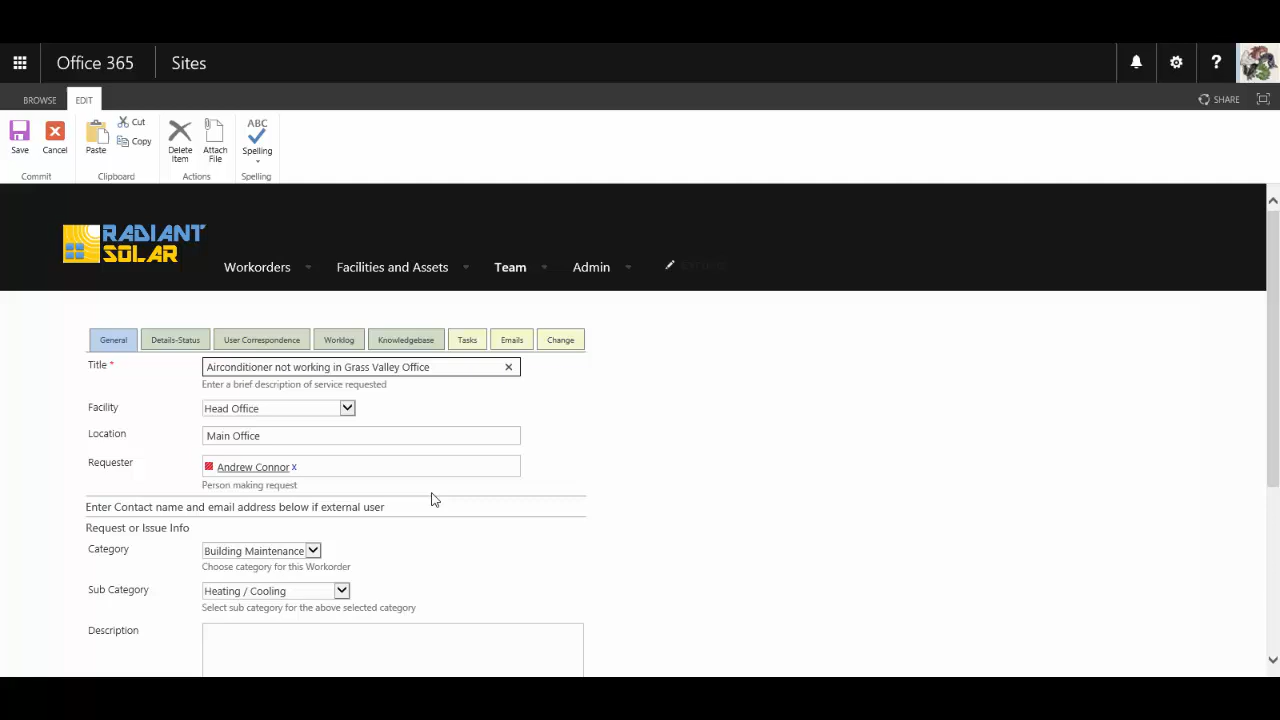 Office 365
Sites
?
BROWSE
EDIT
SHARE
Save
Cancel
Paste
Cut
Copy
Delete Item
Attach File
ABC
Spelling
Commit
Clipboard
Actions
Spelling
RADIANT
SOLAR
Workorders
Facilities and Assets
Team
Admin
General
Details-Status
User Correspondence
Worklog
Knowledgebase
Tasks
Emails
Change
Title *
Airconditioner not working in Grass Valley Office
Enter a brief description of service requested
Facility
Head Office
Location
Main Office
Requester
Andrew Connor x
Person making request
Enter Contact name and email address below if external user
Request or Issue Info
Category
Building Maintenance
Choose category for this Workorder
Sub Category
Heating / Cooling
Select sub category for the above selected category
Description